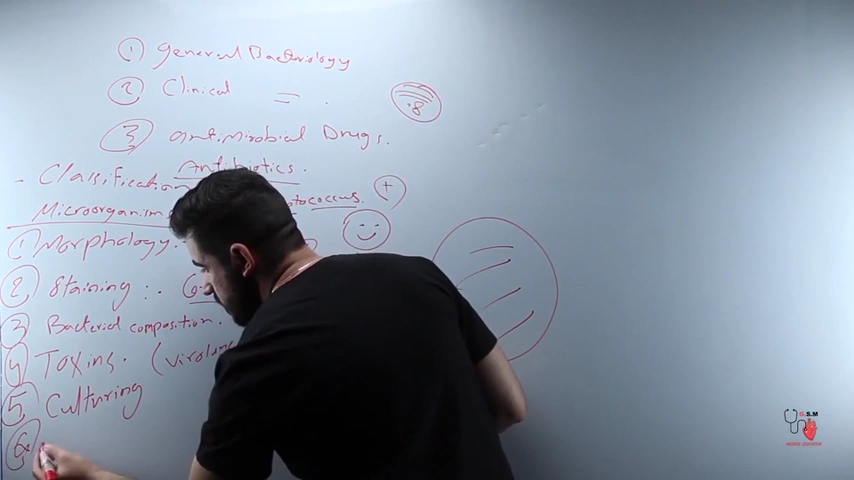 ① General Bacteriology
② Clinical = .
8
③ antimicrobial Drugs.
Antibiotics.
- Classification
Microorganism coccus. +
① Morphology.
② Staining :-
③ Bacterial composition.
4 Toxins. (
5 Culturing
6
G.S.M